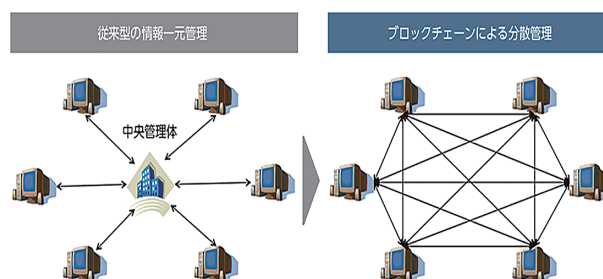 従来型の情報一元管理
ブロックチェーンによる分散管理
中央管理体